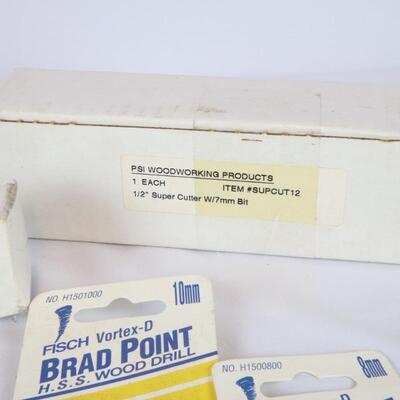 PSI WOODWORKING PRODUCTS
1 EACH ITEM #SUPCUT12
1/2" Super Cutter W/7mm Bit
NO. H1501000
10mm
FISCH Vortex-D
BRAD POINT
H.S.S. WOOD DRILL
NO. H1500800
8mm